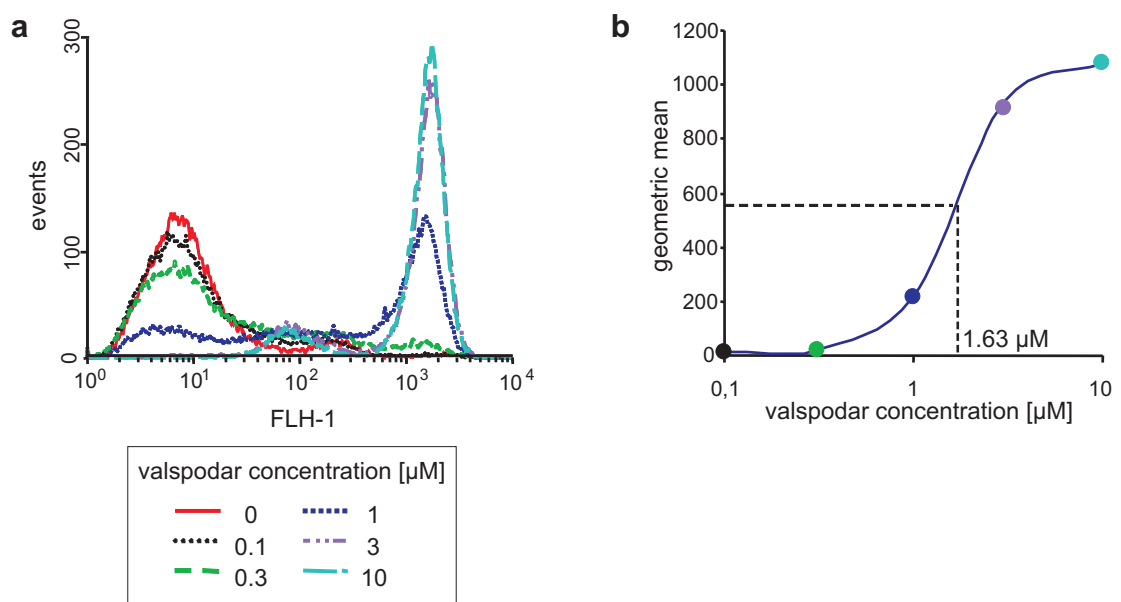 a
300
200
100
0
events
10^0 10^1 10^2 10^3 10^4
FLH-1
valspodar concentration [µM]
0 1
0.1 3
0.3 10
b
1200
1000
800
600
400
200
0
geometric mean
1.63 µM
0,1 1 10
valspodar concentration [µM]